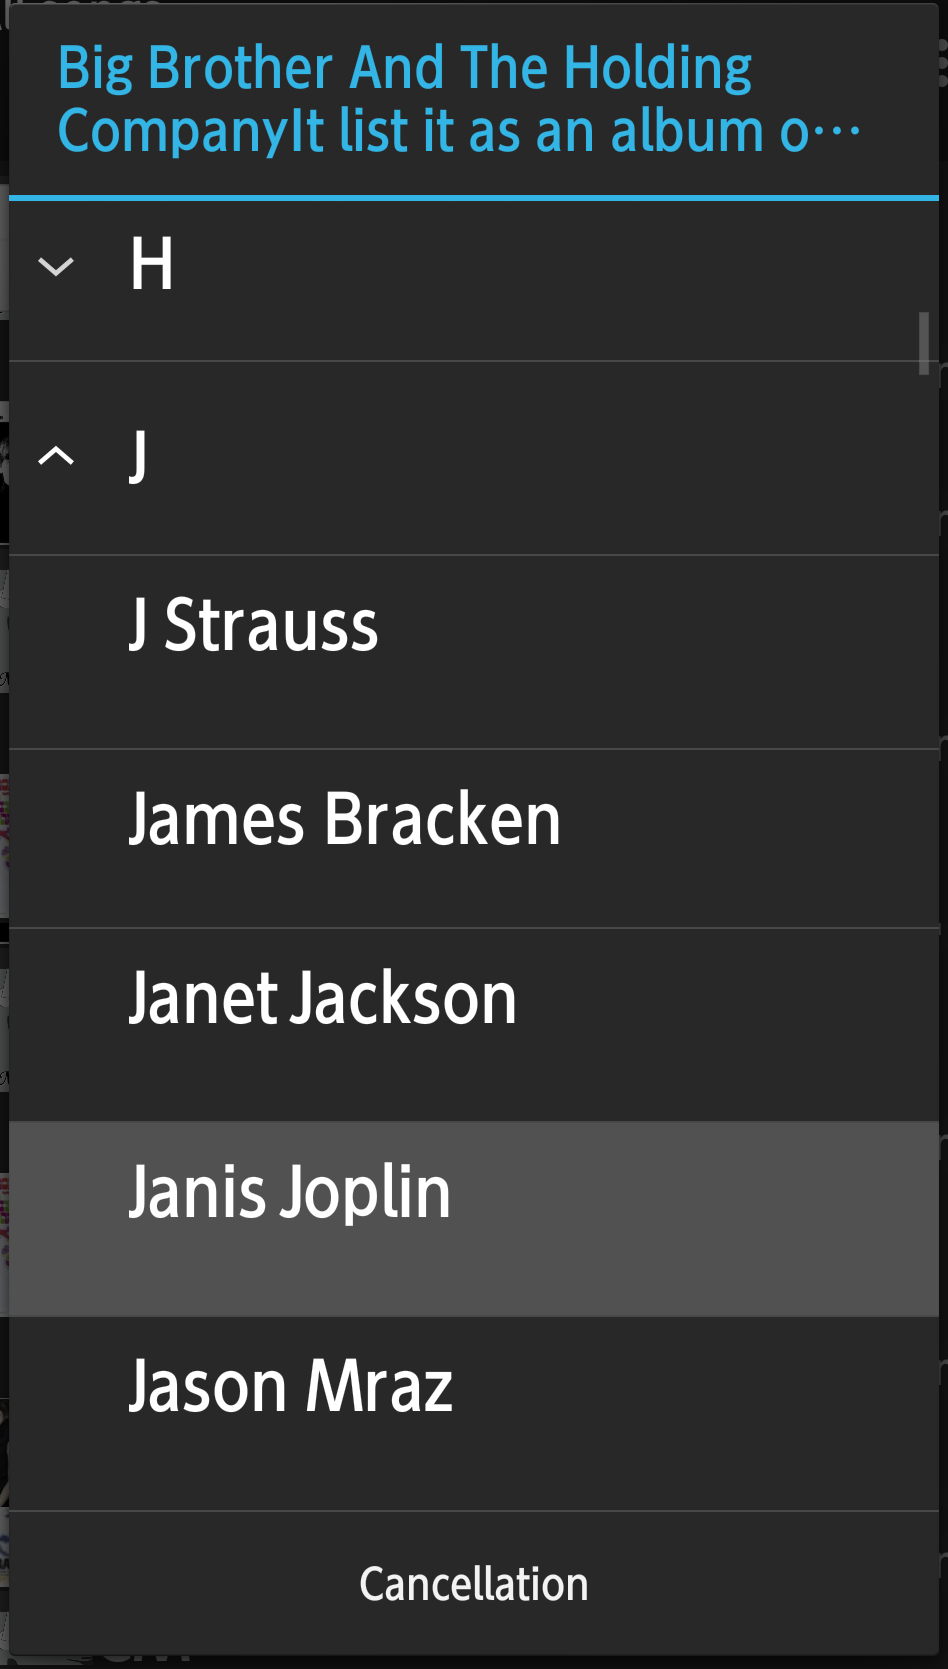 Big Brother And The Holding
CompanyIt list it as an album o...
H
J
J Strauss
James Bracken
Janet Jackson
Janis Joplin
Jason Mraz
Cancellation